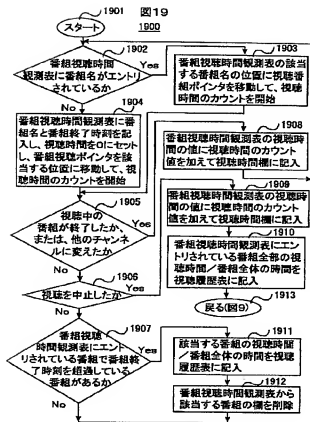 図19
1901
スタート
1900
1902
番組視聴時間
観測表に番組名がエントリ
されているか
Yes
No
1903
番組視聴時間観測表の該当
する番組名の位置に視聴番
組ポインタを移動して、視聴
時間のカウントを開始
1904
番組視聴時間観測表に番
組名と番組終了時刻を記
入し、視聴時間を0にセット
し、番組視聴ポインタを該
当する位置に移動し、視聴
時間のカウントを開始
1905
視聴中の
番組が終了したか、
または、他のチャンネ
ルに変えたか
Yes
No
1908
番組視聴時間観測表の視聴時間
の値に視聴時間のカウント
値を加えて視聴時間欄に記入
1906
視聴を中止したか
Yes
No
1909
番組視聴時間観測表の視聴時間
の値に視聴時間のカウント
値を加えて視聴時間欄に記入
1910
番組視聴時間観測表にエント
リされている番組全部の視聴
時間/番組全体の時間を視
聴履歴表に記入
1913
戻る(図9)
1907
番組視聴
時間観測表にエント
リされている番組で番組終
了時刻を超過している
番組があるか
Yes
No
1911
該当する番組の視聴時間
/番組全体の時間を視聴
履歴表に記入
1912
番組視聴時間観測表から
該当する番組の欄を削除